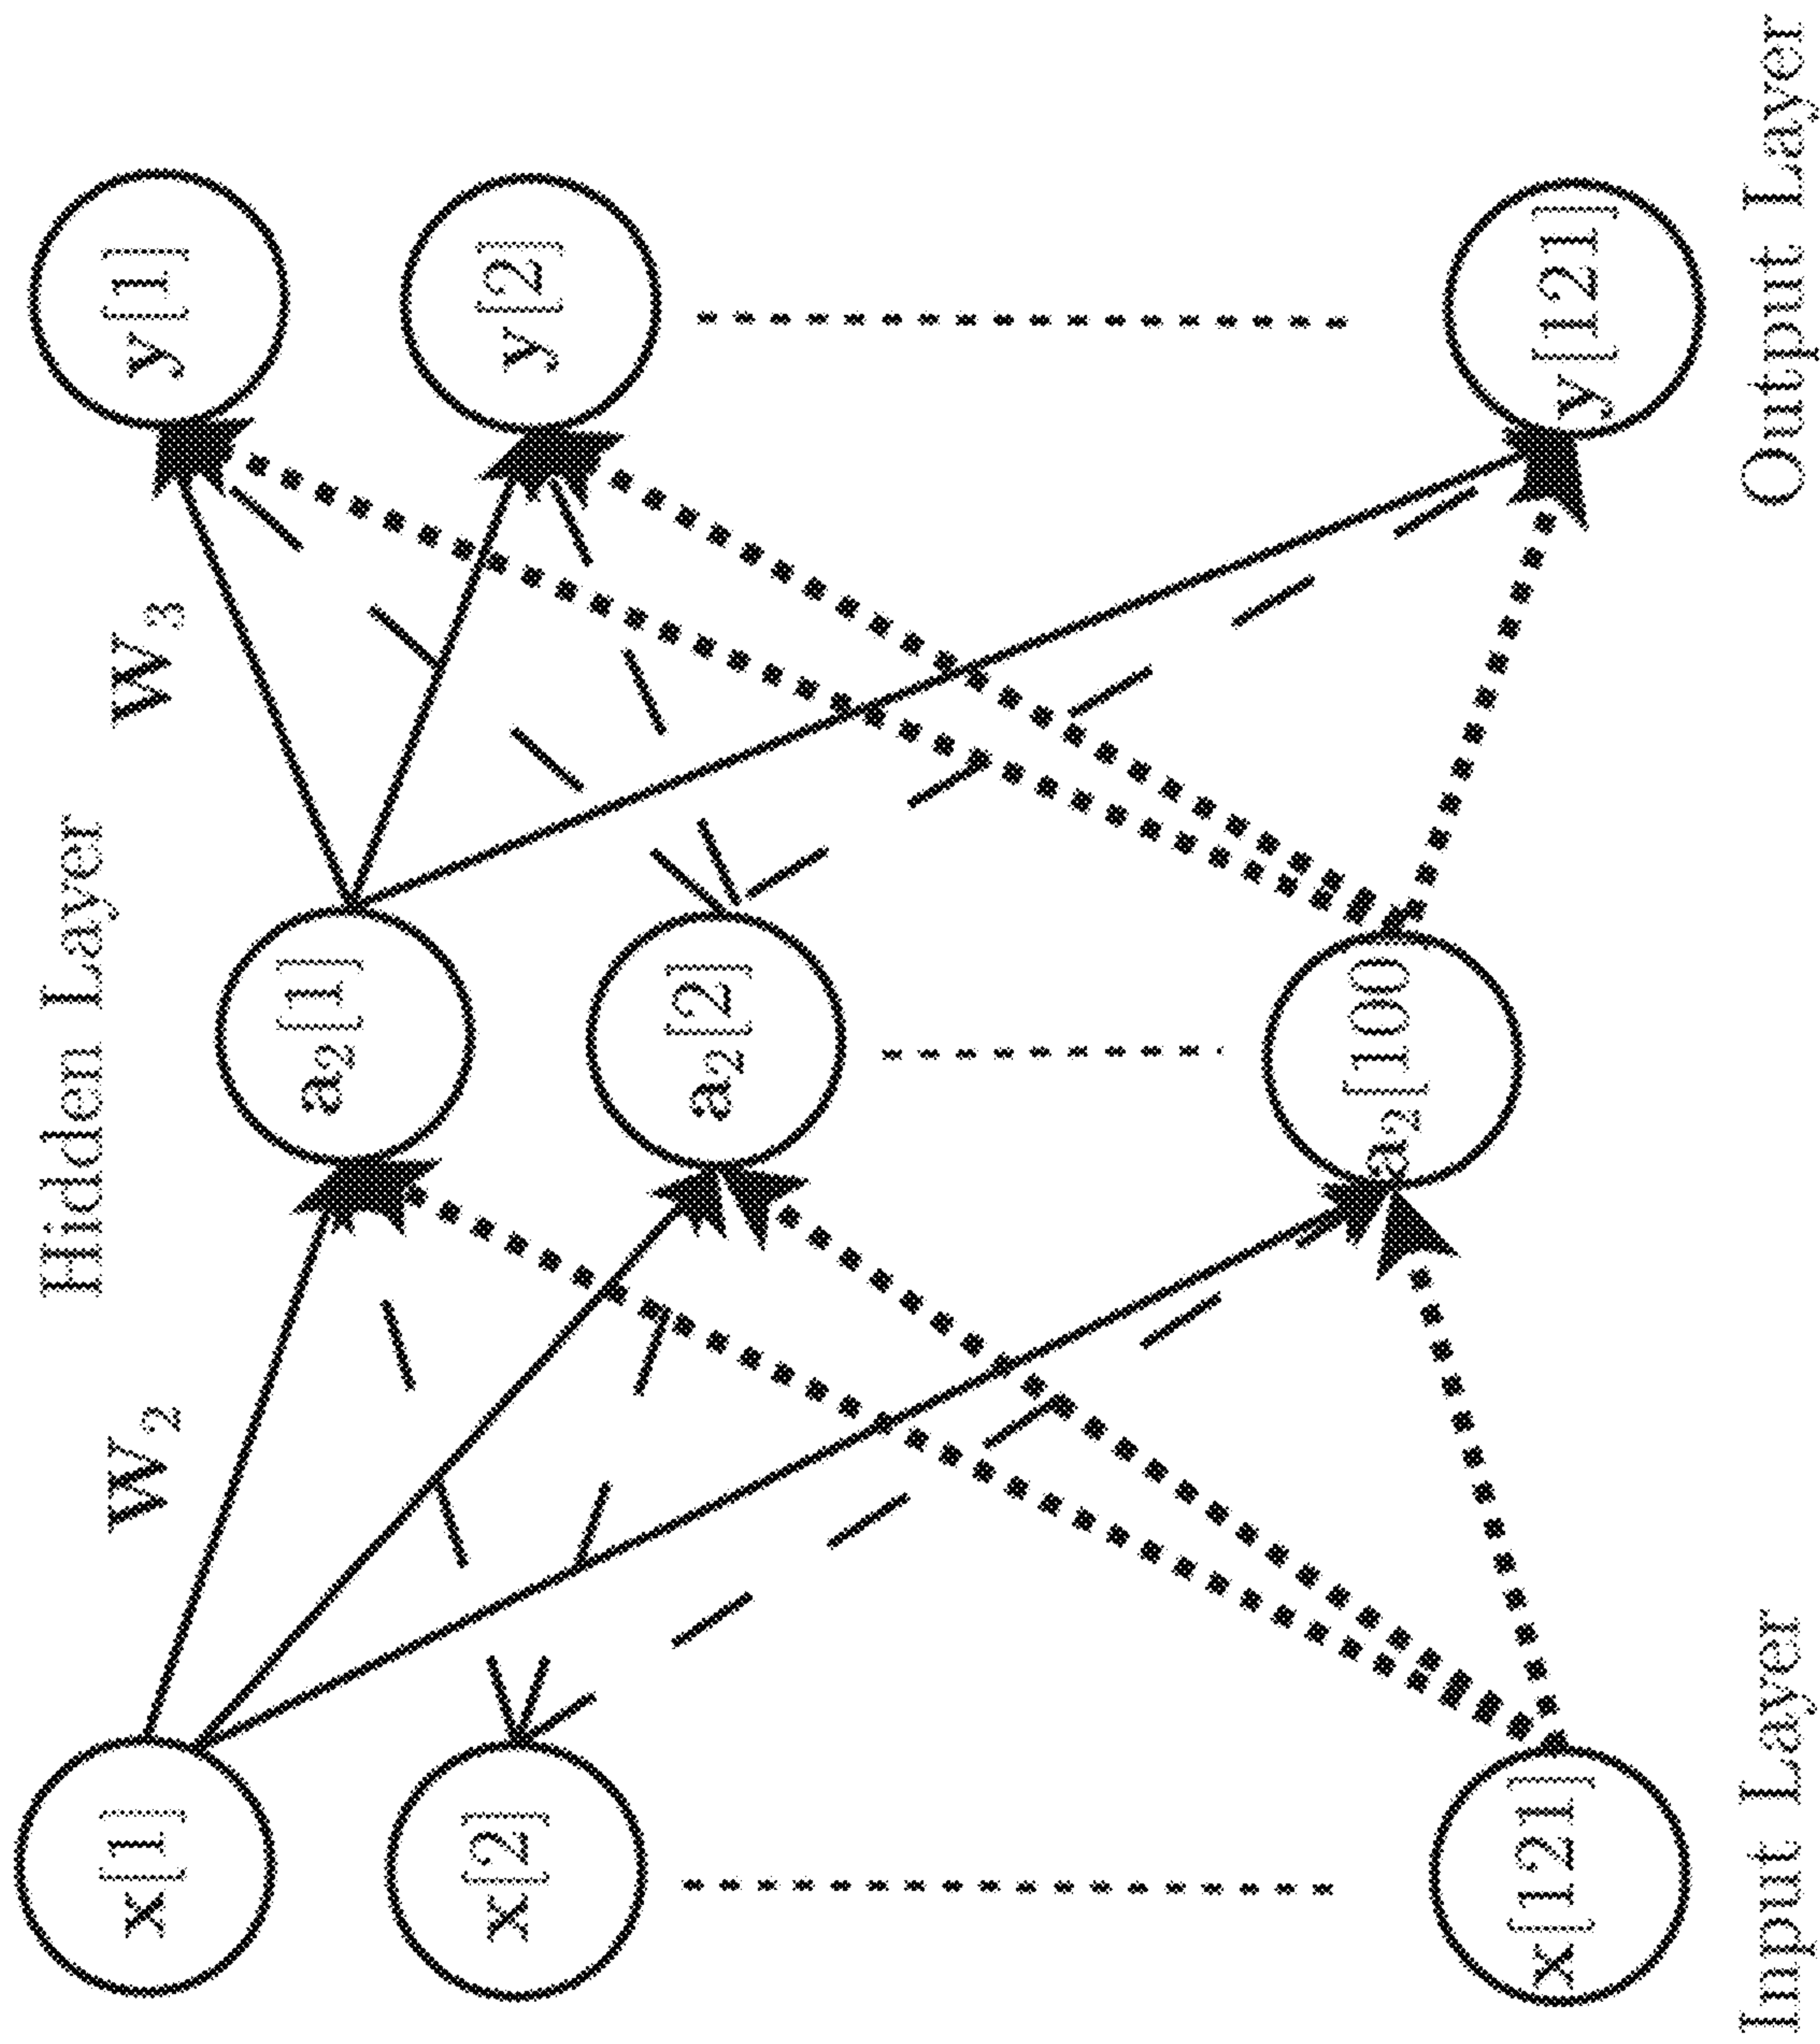 Hidden Layer
W₂
W₃
x[1]
y[1]
a₂[1]
x[2]
y[2]
a₂[2]
a₂[100]
x[121]
y[121]
Input Layer
Output Layer